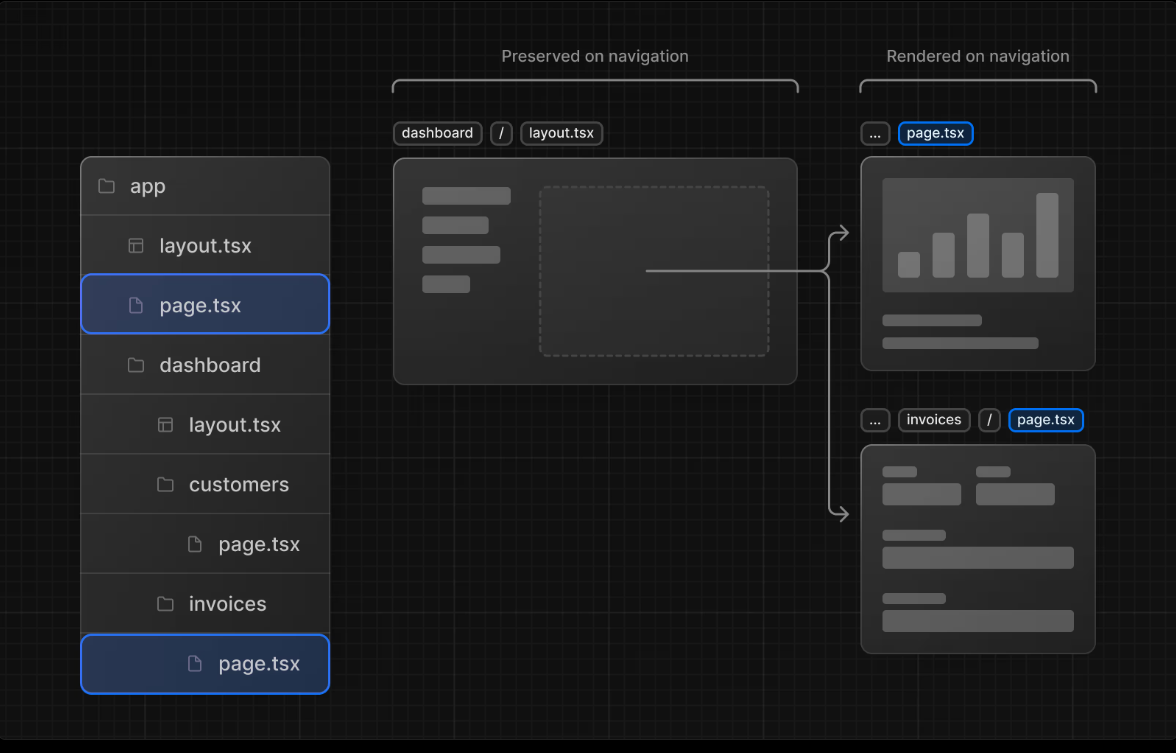 Preserved on navigation
Rendered on navigation
dashboard / layout.tsx
... page.tsx
app
layout.tsx
page.tsx
dashboard
layout.tsx
customers
page.tsx
invoices
page.tsx
... invoices / page.tsx